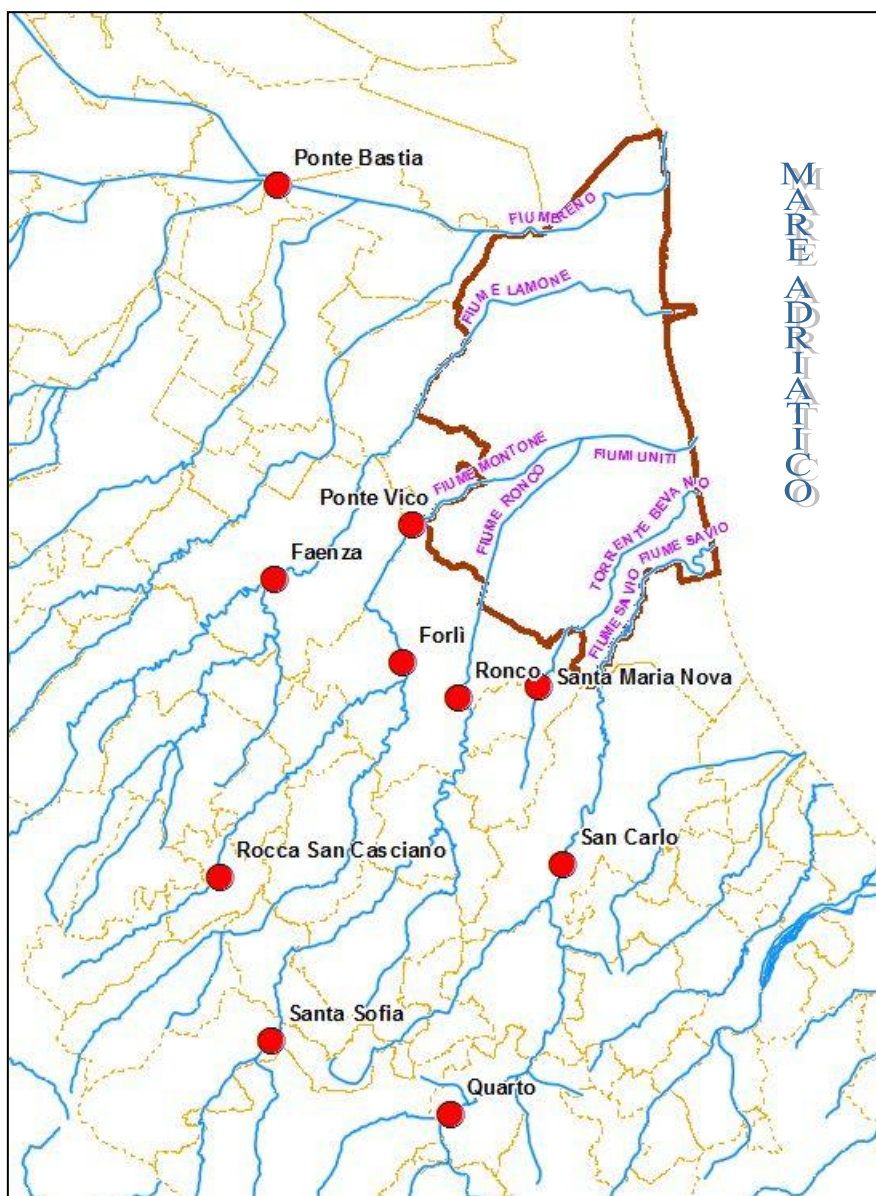 Ponte Bastia
MARE ADRIATICO
FIUME RENO
FIUME LAMONE
FIUME MONTONE
FIUMI UNITI
FIUME RONCO
Ponte Vico
TORRENTE BEVANO
FIUME SAVIO
FIUME SAVIO
Faenza
Forlì
Ronco
Santa Maria Nova
San Carlo
Rocca San Casciano
Santa Sofia
Quarto